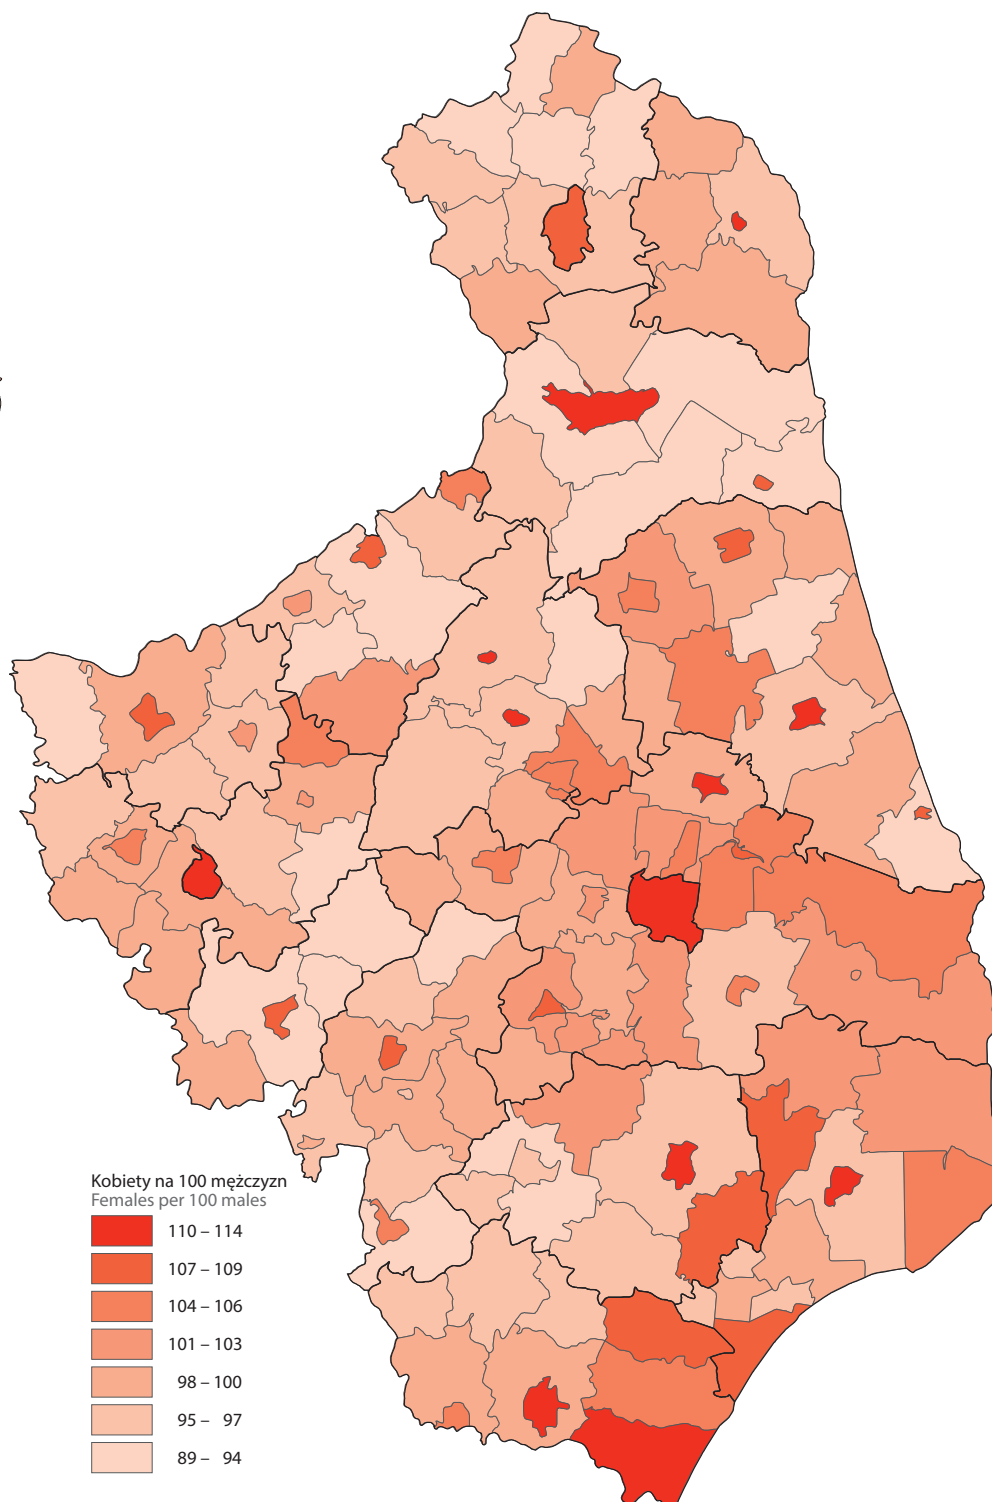 Kobiety na 100 mężczyzn
Females per 100 males
110 – 114
107 – 109
104 – 106
101 – 103
98 – 100
95 – 97
89 – 94